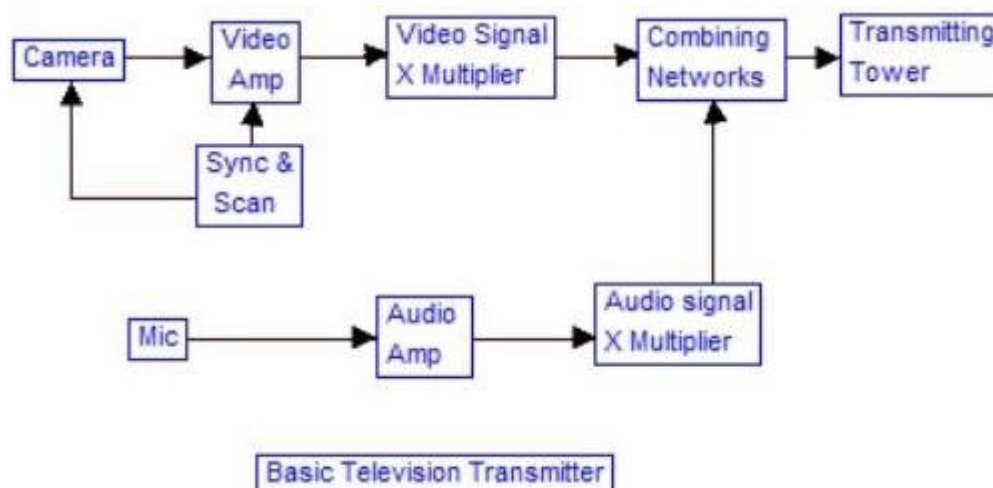 Camera
Video
Amp
Video Signal
X Multiplier
Combining
Networks
Transmitting
Tower
Sync &
Scan
Mic
Audio
Amp
Audio signal
X Multiplier
Basic Television Transmitter